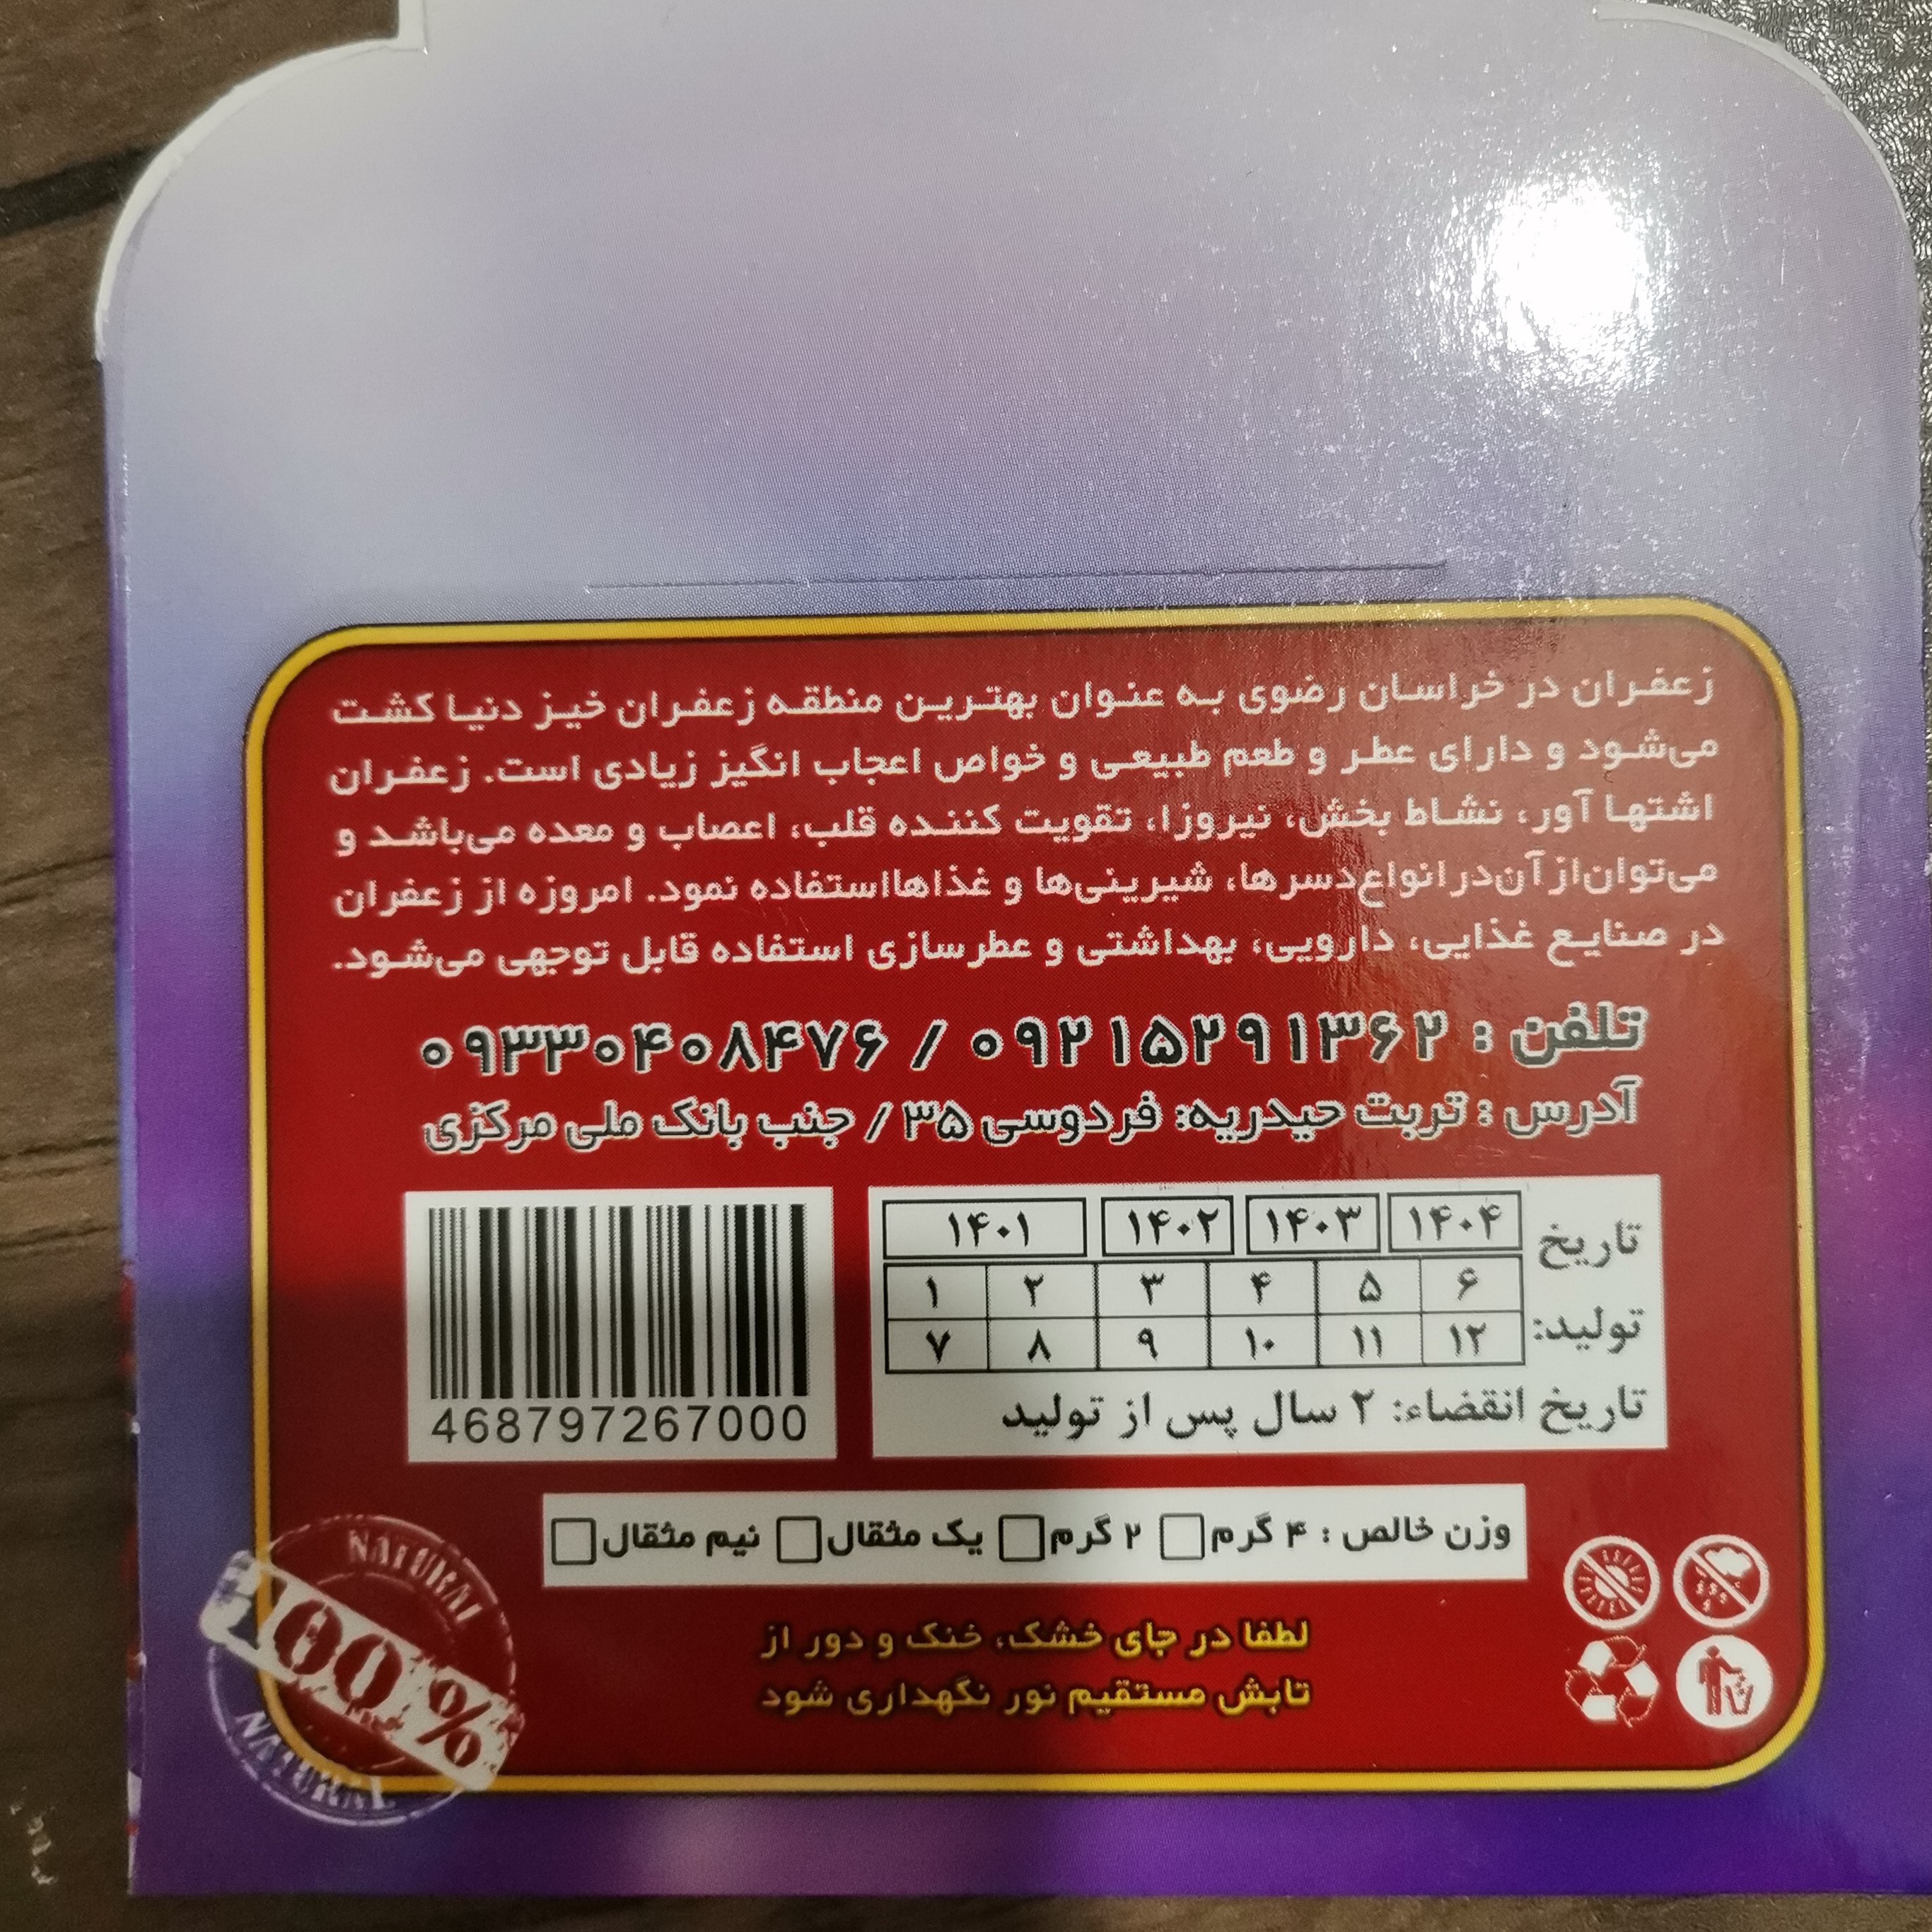 زعفران در خراسان رضوی به عنوان بهترین منطقه زعفران خیز دنیا کشت
می‌شود و دارای عطر و طعم طبیعی و خواص اعجاب انگیز زیادی است. زعفران
اشتها آور، نشاط بخش، نیروزا، تقویت کننده قلب، اعصاب و معده می‌باشد و
می‌توان از آن در انواع دسرها، شیرینی‌ها و غذاها استفاده نمود. امروزه از زعفران
در صنایع غذایی، دارویی، بهداشتی و عطرسازی استفاده قابل توجهی می‌شود.
تلفن : ۰۹۲۱۵۲۹۱۳۶۲ / ۰۹۳۳۰۴۰۸۴۷۶
آدرس : تربت حیدریه: فردوسی ۳۵ / جنب بانک ملی مرکزی
تاریخ ۱۴۰۴ ۱۴۰۳ ۱۴۰۲ ۱۴۰۱
۶ ۵ ۴ ۳ ۲ ۱
تولید: ۱۲ ۱۱ ۱۰ ۹ ۸ ۷
تاریخ انقضاء: ۲ سال پس از تولید
468797267000
وزن خالص : ۴ گرم ۲ گرم یک مثقال نیم مثقال
لطفا در جای خشک، خنک و دور از
تابش مستقیم نور نگهداری شود
NATURAL
100%
NATURAL